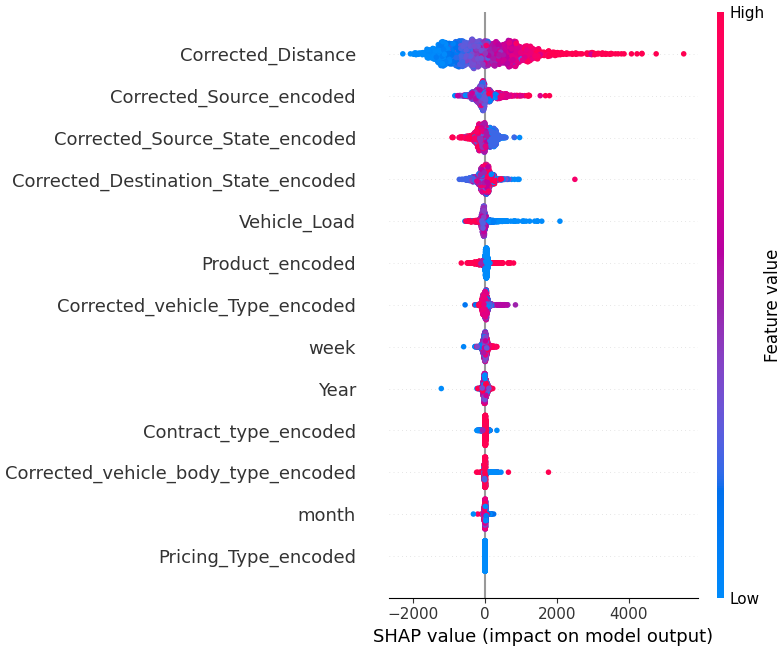 High
Corrected_Distance
Corrected_Source_encoded
Corrected_Source_State_encoded
Corrected_Destination_State_encoded
Vehicle_Load
Product_encoded
Corrected_vehicle_Type_encoded
week
Year
Contract_type_encoded
Corrected_vehicle_body_type_encoded
month
Pricing_Type_encoded
Feature value
Low
−2000 0 2000 4000
SHAP value (impact on model output)